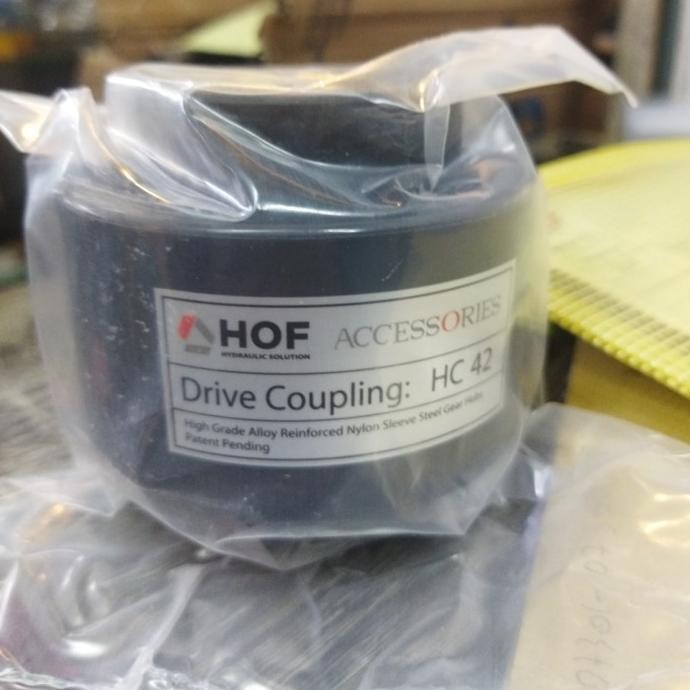 HOF ACCESSORIES
HYDRAULIC SOLUTION
Drive Coupling: HC 42
High Grade Alloy Reinforced Nylon Sleeve Steel Gear Hubs
Patent Pending